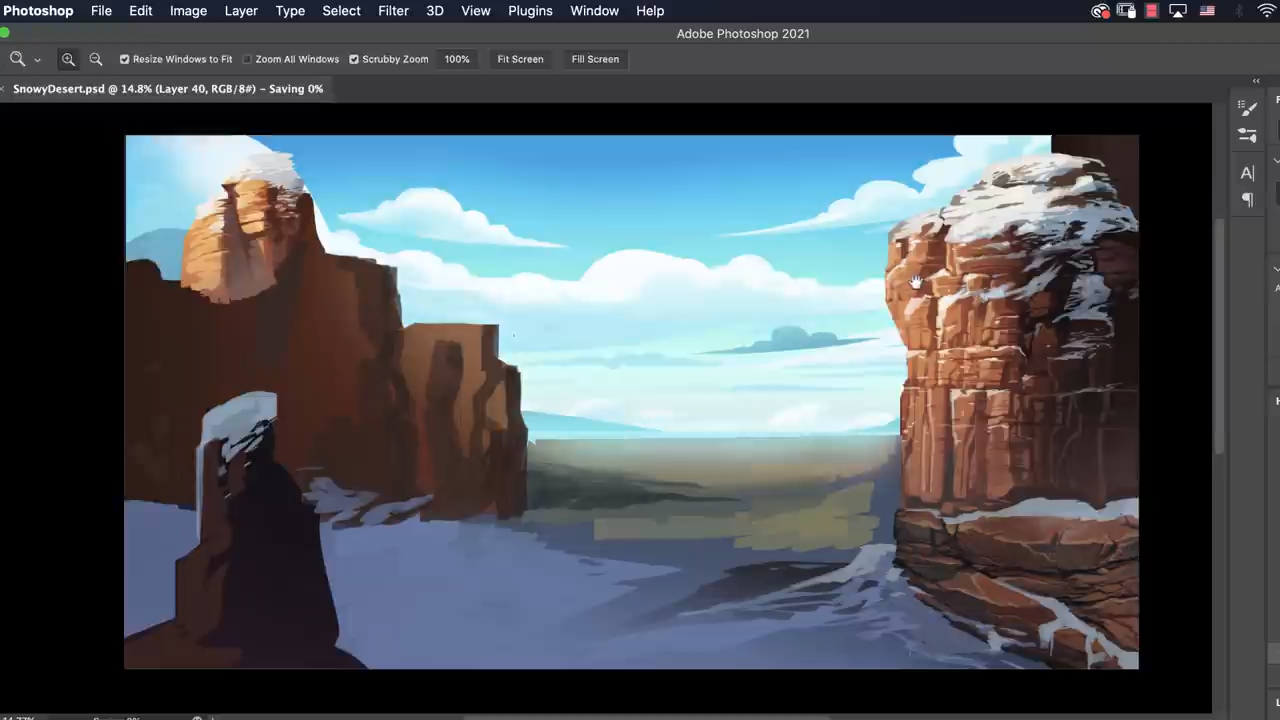 Photoshop File Edit Image Layer Type Select Filter 3D View Plugins Window Help
Adobe Photoshop 2021
Resize Windows to Fit Zoom All Windows Scrubby Zoom 100% Fit Screen Fill Screen
SnowyDesert.psd @ 14.8% (Layer 40, RGB/8#) – Saving 0%